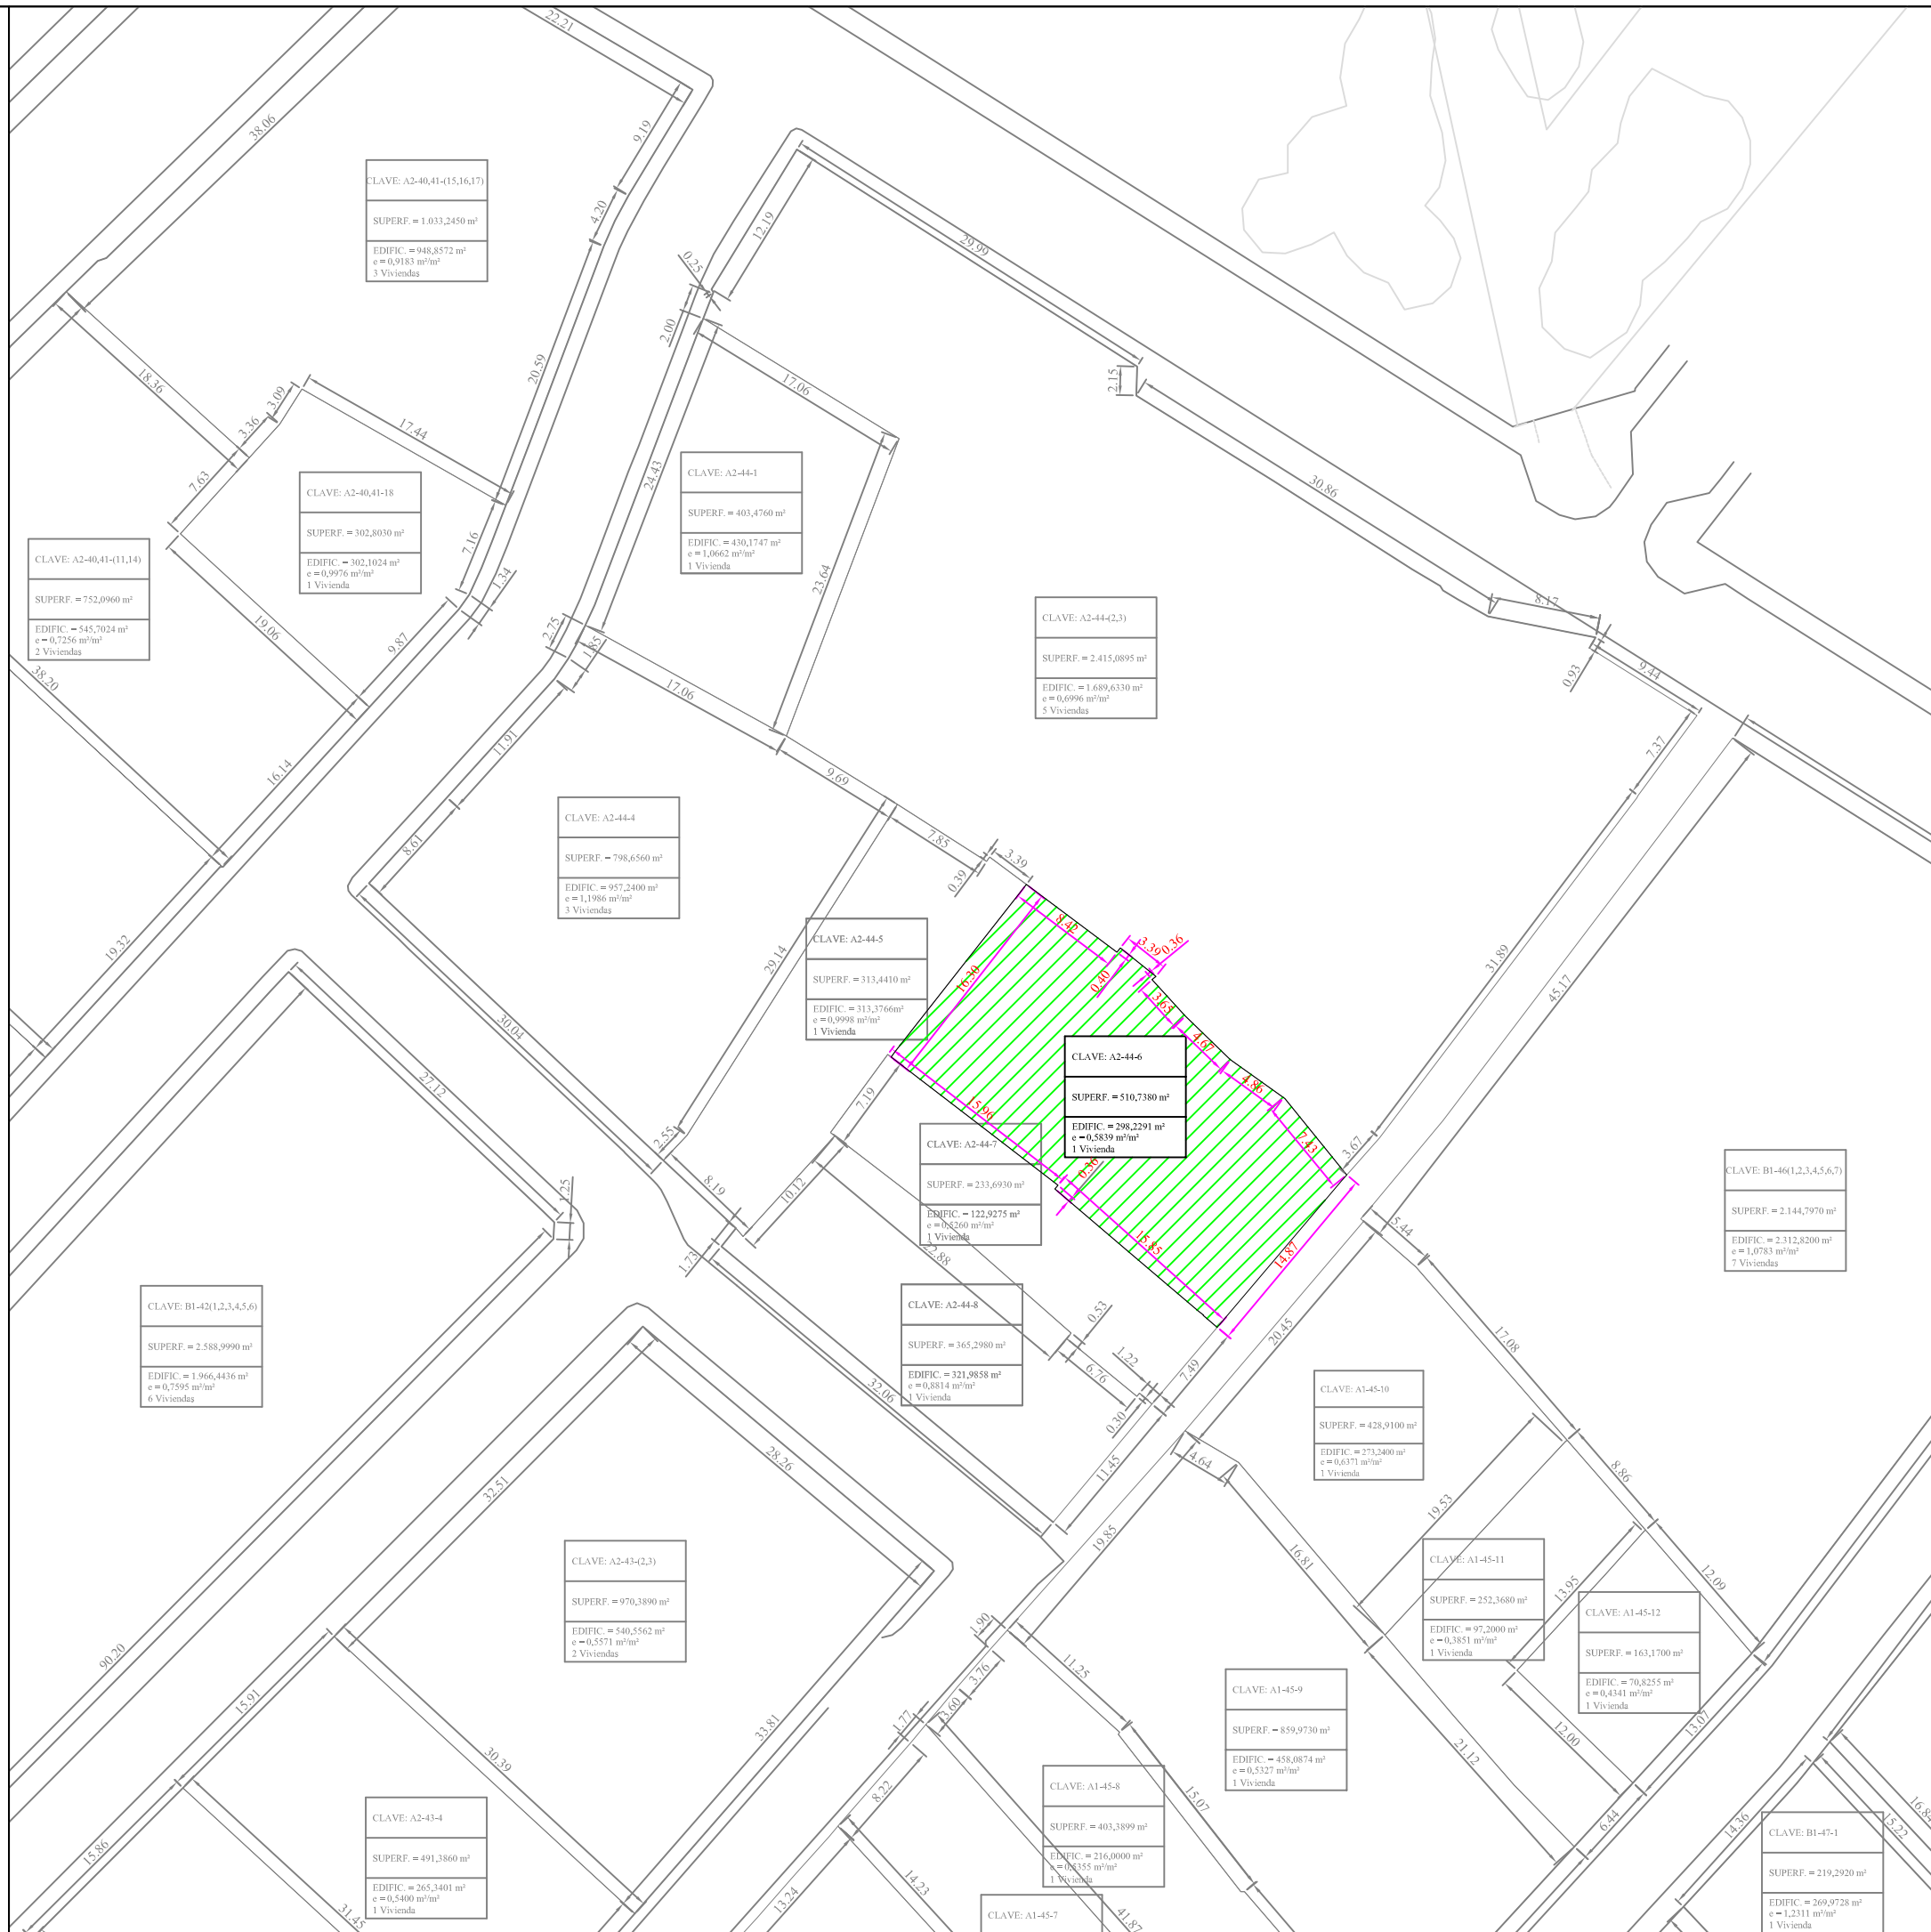 22.21
38.06
9.19
CLAVE: A2-40,41-(15,16,17)
SUPERF. = 1.033,2450 m²
EDIFIC. = 948,8572 m²
e = 0,9183 m²/m²
3 Viviendas
4.20
12.19
29.99
0.25
2.00
20.59
18.36
3.09
3.36
17.44
17.06
2.15
7.63
24.43
30.86
CLAVE: A2-40,41-18
SUPERF. = 302,8030 m²
EDIFIC. = 302,1024 m²
e = 0,9976 m²/m²
1 Vivienda
CLAVE: A2-44-1
SUPERF. = 403,4760 m²
EDIFIC. = 430,1747 m²
e = 1,0662 m²/m²
1 Vivienda
7.16
1.34
23.64
CLAVE: A2-40,41-(11,14)
SUPERF. = 752,0960 m²
EDIFIC. = 545,7024 m²
e = 0,7256 m²/m²
2 Viviendas
19.06
9.87
2.75
1.85
8.17
CLAVE: A2-44-(2,3)
SUPERF. = 2.415,0895 m²
EDIFIC. = 1.689,6330 m²
e = 0,6996 m²/m²
5 Viviendas
38.20
17.06
0.93
9.44
11.91
16.14
9.69
7.37
CLAVE: A2-44-4
SUPERF. = 798,6560 m²
EDIFIC. = 957,2400 m²
e = 1,1986 m²/m²
3 Viviendas
8.61
7.85
3.39
0.39
19.32
29.14
CLAVE: A2-44-5
SUPERF. = 313,4410 m²
EDIFIC. = 313,3766m²
e = 0,9998 m²/m²
1 Vivienda
8.42
3.39
0.36
0.40
16.30
3.65
31.89
45.17
30.04
4.67
4.86
CLAVE: A2-44-6
SUPERF. = 510,7380 m²
EDIFIC. = 298,2291 m²
e = 0,5839 m²/m²
1 Vivienda
27.12
7.19
15.96
2.55
7.43
3.67
CLAVE: A2-44-7
SUPERF. = 233,6930 m²
EDIFIC. = 122,9275 m²
e = 0,5260 m²/m²
1 Vivienda
0.36
CLAVE: B1-46(1,2,3,4,5,6,7)
SUPERF. = 2.144,7970 m²
EDIFIC. = 2.312,8200 m²
e = 1,0783 m²/m²
7 Viviendas
8.19
10.12
1.25
5.44
15.85
14.87
22.88
1.73
CLAVE: B1-42(1,2,3,4,5,6)
SUPERF. = 2.588,9990 m²
EDIFIC. = 1.966,4436 m²
e = 0,7595 m²/m²
6 Viviendas
CLAVE: A2-44-8
SUPERF. = 365,2980 m²
EDIFIC. = 321,9858 m²
e = 0,8814 m²/m²
1 Vivienda
0.53
1.22
6.76
7.49
20.45
17.08
0.30
32.06
CLAVE: A1-45-10
SUPERF. = 428,9100 m²
EDIFIC. = 273,2400 m²
e = 0,6371 m²/m²
1 Vivienda
28.26
32.51
11.45
4.64
8.86
19.53
19.85
16.81
CLAVE: A2-43-(2,3)
SUPERF. = 970,3890 m²
EDIFIC. = 540,5562 m²
e = 0,5571 m²/m²
2 Viviendas
CLAVE: A1-45-11
SUPERF. = 252,3680 m²
EDIFIC. = 97,2000 m²
e = 0,3851 m²/m²
1 Vivienda
13.95
12.09
CLAVE: A1-45-12
SUPERF. = 163,1700 m²
EDIFIC. = 70,8255 m²
e = 0,4341 m²/m²
1 Vivienda
90.20
1.90
11.25
3.76
3.60
1.77
CLAVE: A1-45-9
SUPERF. = 859,9730 m²
EDIFIC. = 458,0874 m²
e = 0,5327 m²/m²
1 Vivienda
15.91
33.81
30.39
21.12
12.00
13.07
8.22
15.07
CLAVE: A1-45-8
SUPERF. = 403,3899 m²
EDIFIC. = 216,0000 m²
e = 0,5355 m²/m²
1 Vivienda
CLAVE: A2-43-4
SUPERF. = 491,3860 m²
EDIFIC. = 265,3401 m²
e = 0,5400 m²/m²
1 Vivienda
6.44
14.36
16.84
15.22
CLAVE: B1-47-1
SUPERF. = 219,2920 m²
EDIFIC. = 269,9728 m²
e = 1,2311 m²/m²
1 Vivienda
15.86
31.45
13.24
14.23
41.87
CLAVE: A1-45-7